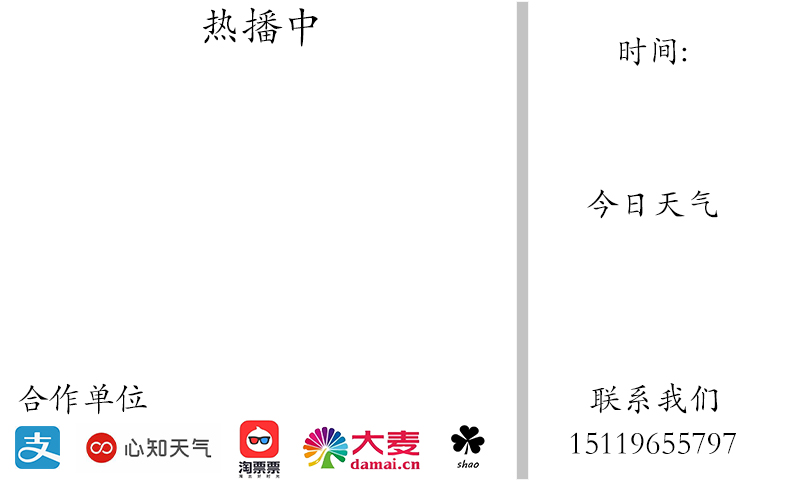 热播中
时间:
今日天气
合作单位
支
心知天气
淘票票
大麦
damai.cn
shao
联系我们
15119655797